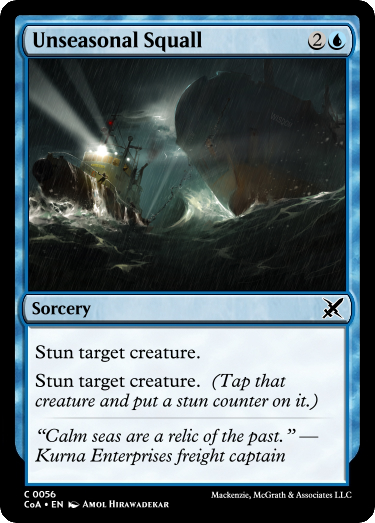 Unseasonal Squall 2
Sorcery
Stun target creature.
Stun target creature. (Tap that
creature and put a stun counter on it.)
“Calm seas are a relic of the past.” —
Kurna Enterprises freight captain
C 0056
CoA • EN Amol Hirawadekar
Mackenzie, McGrath & Associates LLC